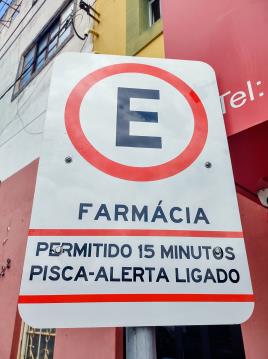 E
Tel:
FARMÁCIA
PERMITIDO 15 MINUTOS
PISCA-ALERTA LIGADO